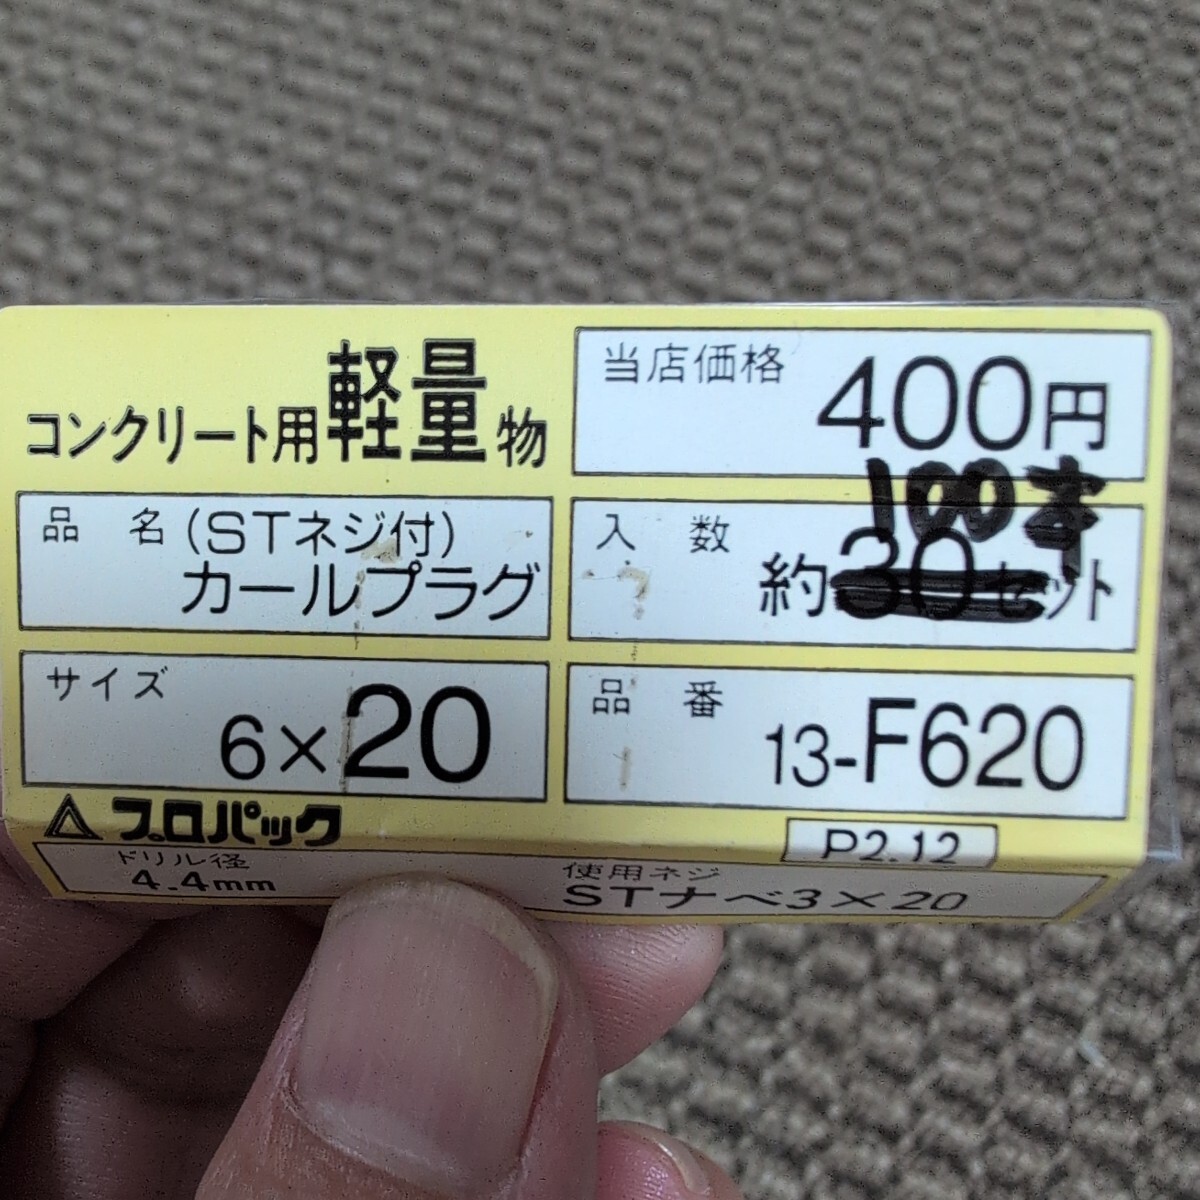 コンクリート用軽量物
当店価格 400円
品名 (STネジ付)
カールプラグ
100本
入数 約30セット
サイズ 6×20
品番 13-F620
プロパック
P2.12
ドリル径
4.4mm
使用ネジ
STナベ3×20